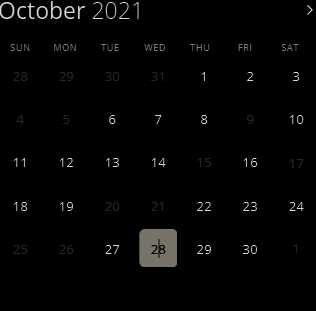 October 2021
SUN MON TUE WED THU FRI SAT
28 29 30 31 1 2 3
4 5 6 7 8 9 10
11 12 13 14 15 16 17
18 19 20 21 22 23 24
25 26 27 28 29 30 1